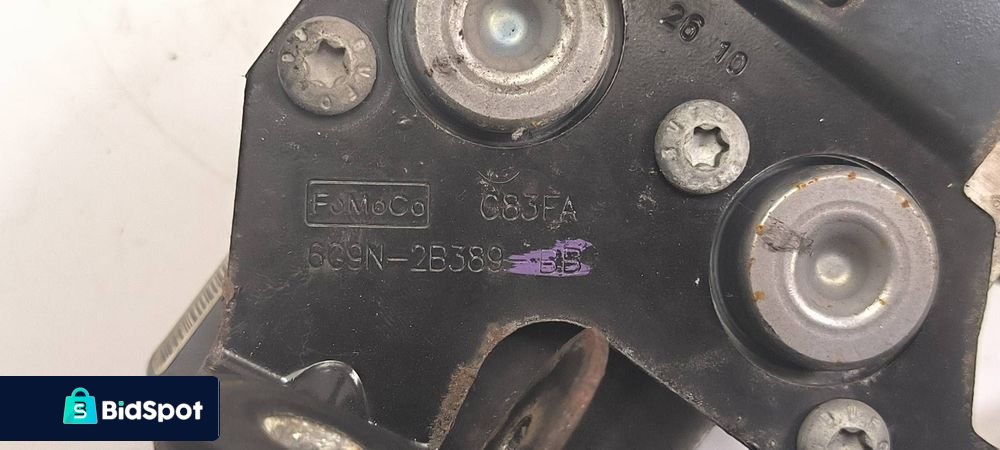 26 10
FoMoCo C83FA
6G9N-2B389-BB
BidSpot